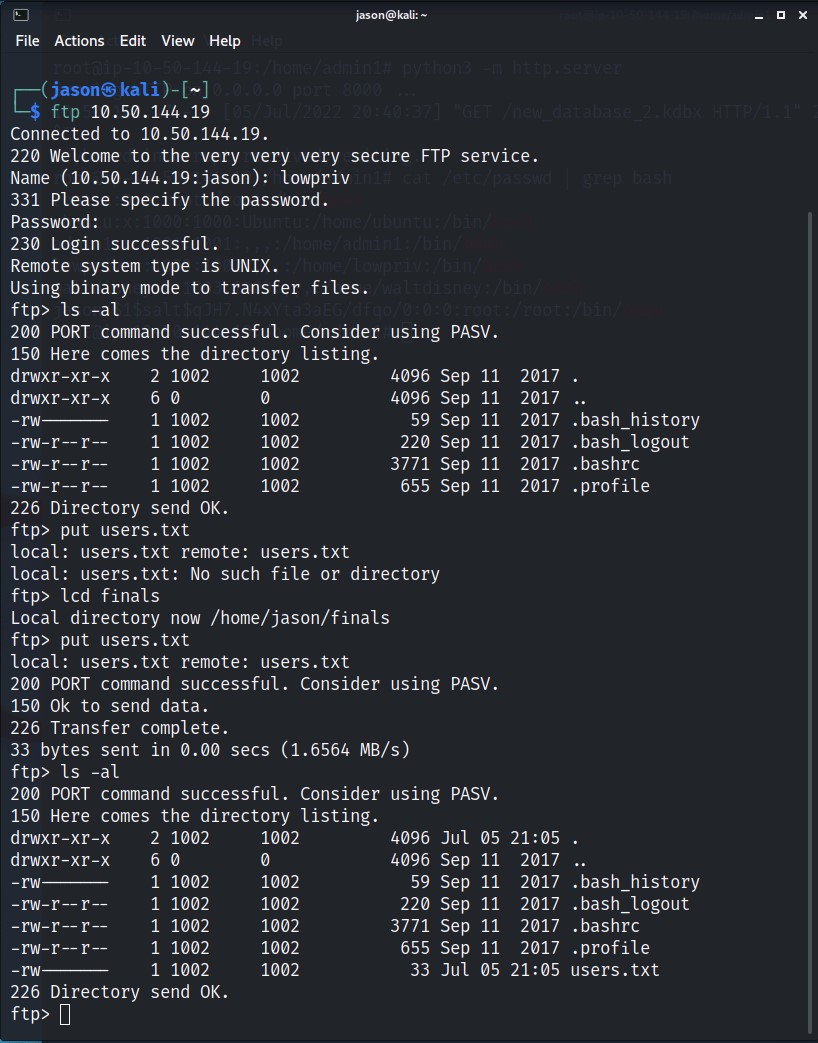 jason@kali: ~
File Actions Edit View Help
┌──(jason㉿kali)-[~]
└─$ ftp 10.50.144.19
Connected to 10.50.144.19.
220 Welcome to the very very very secure FTP service.
Name (10.50.144.19:jason): lowpriv
331 Please specify the password.
Password:
230 Login successful.
Remote system type is UNIX.
Using binary mode to transfer files.
ftp> ls -al
200 PORT command successful. Consider using PASV.
150 Here comes the directory listing.
drwxr-xr-x    2 1002     1002         4096 Sep 11  2017 .
drwxr-xr-x    6 0        0            4096 Sep 11  2017 ..
-rw-------    1 1002     1002           59 Sep 11  2017 .bash_history
-rw-r--r--    1 1002     1002          220 Sep 11  2017 .bash_logout
-rw-r--r--    1 1002     1002         3771 Sep 11  2017 .bashrc
-rw-r--r--    1 1002     1002          655 Sep 11  2017 .profile
226 Directory send OK.
ftp> put users.txt
local: users.txt remote: users.txt
local: users.txt: No such file or directory
ftp> lcd finals
Local directory now /home/jason/finals
ftp> put users.txt
local: users.txt remote: users.txt
200 PORT command successful. Consider using PASV.
150 Ok to send data.
226 Transfer complete.
33 bytes sent in 0.00 secs (1.6564 MB/s)
ftp> ls -al
200 PORT command successful. Consider using PASV.
150 Here comes the directory listing.
drwxr-xr-x    2 1002     1002         4096 Jul 05 21:05 .
drwxr-xr-x    6 0        0            4096 Sep 11  2017 ..
-rw-------    1 1002     1002           59 Sep 11  2017 .bash_history
-rw-r--r--    1 1002     1002          220 Sep 11  2017 .bash_logout
-rw-r--r--    1 1002     1002         3771 Sep 11  2017 .bashrc
-rw-r--r--    1 1002     1002          655 Sep 11  2017 .profile
-rw-------    1 1002     1002           33 Jul 05 21:05 users.txt
226 Directory send OK.
ftp>